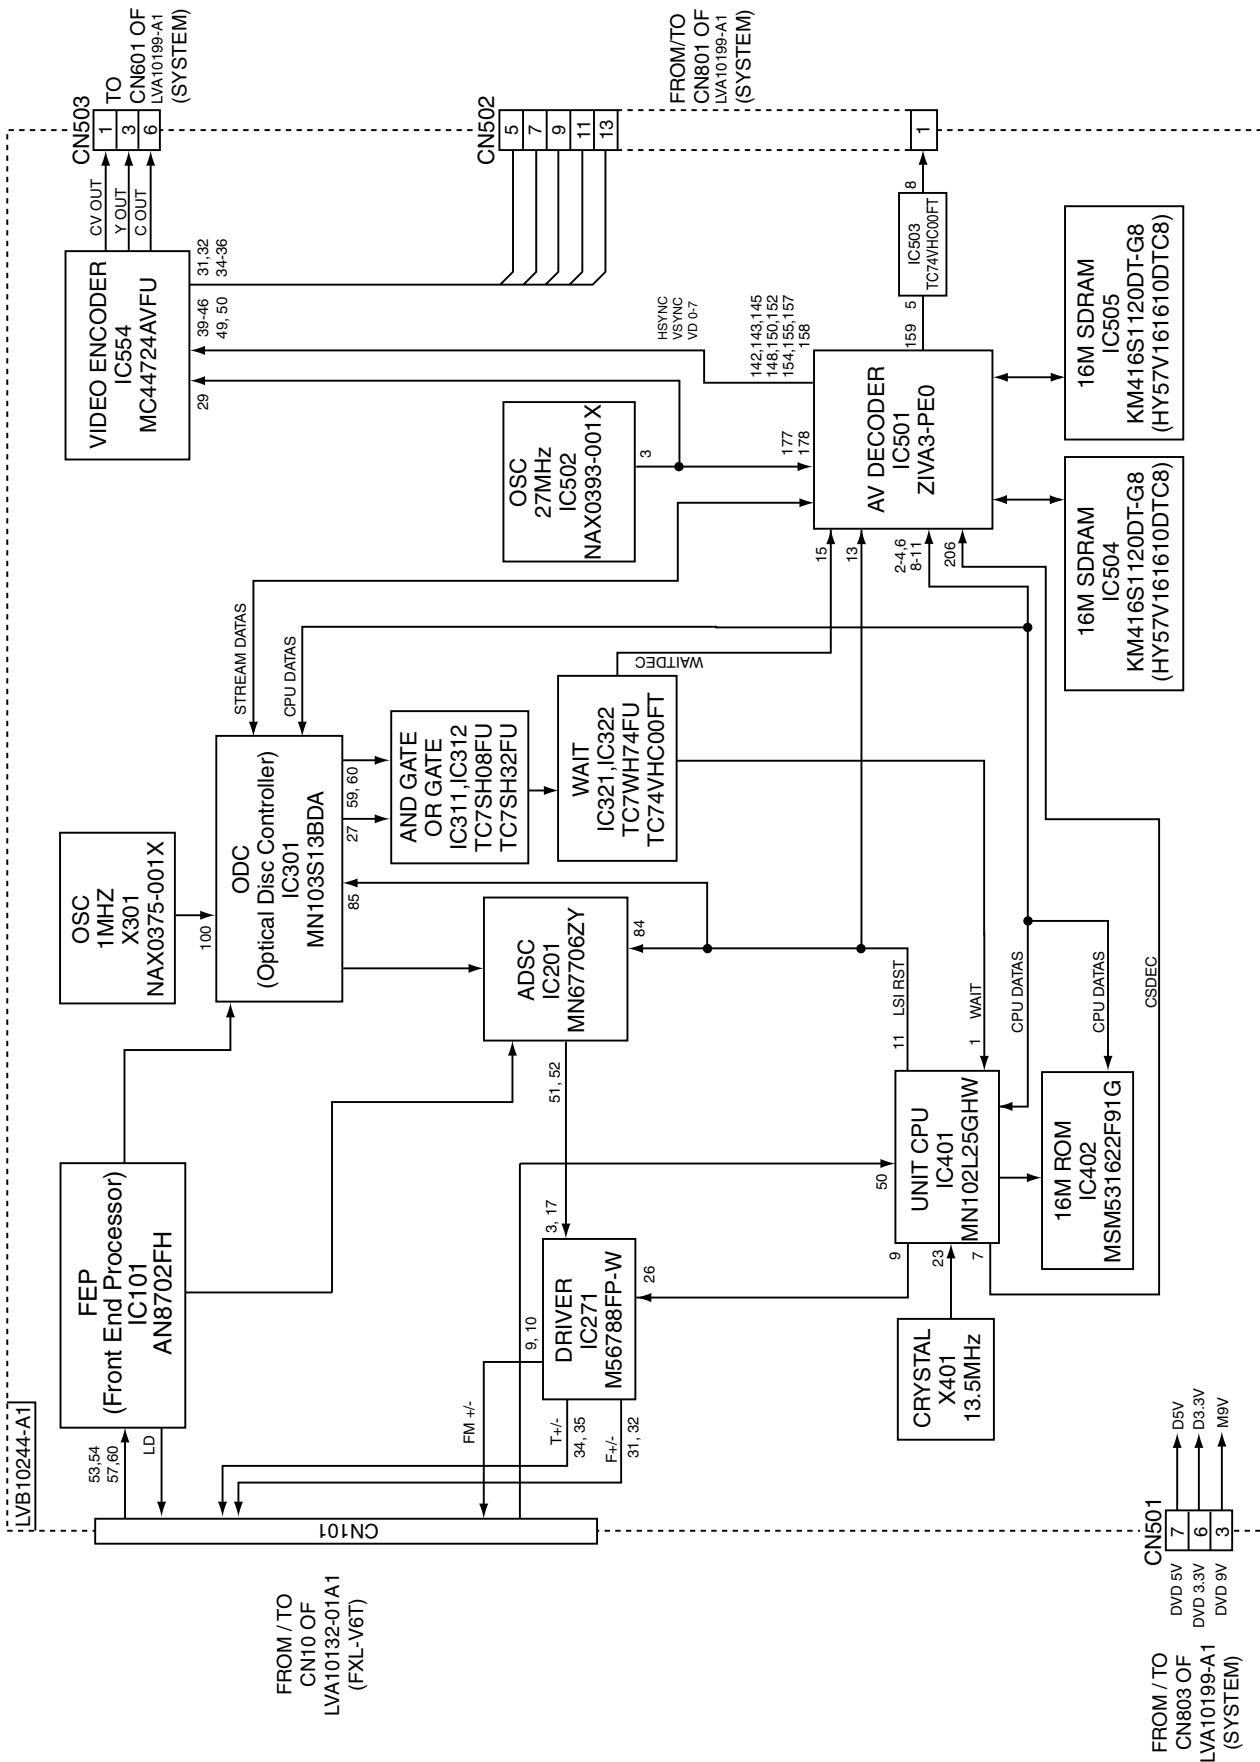 LVB10244-A1
FROM / TO
CN10 OF
LVA10132-01A1
(FXL-V6T)
CN101
53,54
57,60
LD
FEP
(Front End Processor)
IC101
AN8702FH
OSC
1MHZ
X301
NAX0375-001X
100
ODC
(Optical Disc Controller)
IC301
MN103S13BDA
85
27
59, 60
STREAM DATAS
CPU DATAS
AND GATE
OR GATE
IC311,IC312
TC7SH08FU
TC7SH32FU
WAIT
IC321,IC322
TC7WH74FU
TC74VHC00FT
WAITDEC
ADSC
IC201
MN67706ZY
84
51, 52
3, 17
FM +/-
9, 10
T+/-
34, 35
F+/-
31, 32
DRIVER
IC271
M56788FP-W
26
50
9
23
7
UNIT CPU
IC401
MN102L25GHW
11
LSI RST
1
WAIT
CPU DATAS
CPU DATAS
CSDEC
CRYSTAL
X401
13.5MHz
16M ROM
IC402
MSM531622F91G
VIDEO ENCODER
IC554
MC44724AVFU
29
39-46
49, 50
31,32
34-36
CV OUT
Y OUT
C OUT
CN503
1
3
6
TO
CN601 OF
LVA10199-A1
(SYSTEM)
CN502
5
7
9
11
13
1
FROM/TO
CN801 OF
LVA10199-A1
(SYSTEM)
OSC
27MHz
IC502
NAX0393-001X
3
HSYNC
VSYNC
VD 0-7
142,143,145
148,150,152
154,155,157
158
177
178
15
13
2-4,6
8-11
206
AV DECODER
IC501
ZIVA3-PE0
159
5
IC503
TC74VHC00FT
8
16M SDRAM
IC504
KM416S1120DT-G8
(HY57V161610DTC8)
16M SDRAM
IC505
KM416S1120DT-G8
(HY57V161610DTC8)
FROM / TO
CN803 OF
LVA10199-A1
(SYSTEM)
CN501
DVD 5V
7
D5V
DVD 3.3V
6
D3.3V
DVD 9V
3
M9V